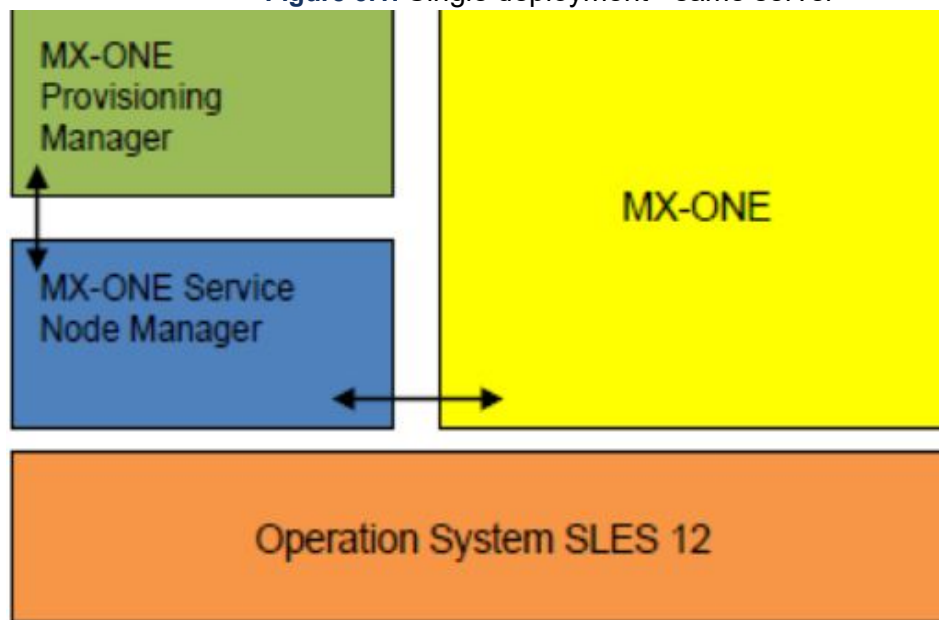 Single deployment - same server
MX-ONE
Provisioning
Manager
MX-ONE
MX-ONE Service
Node Manager
Operation System SLES 12